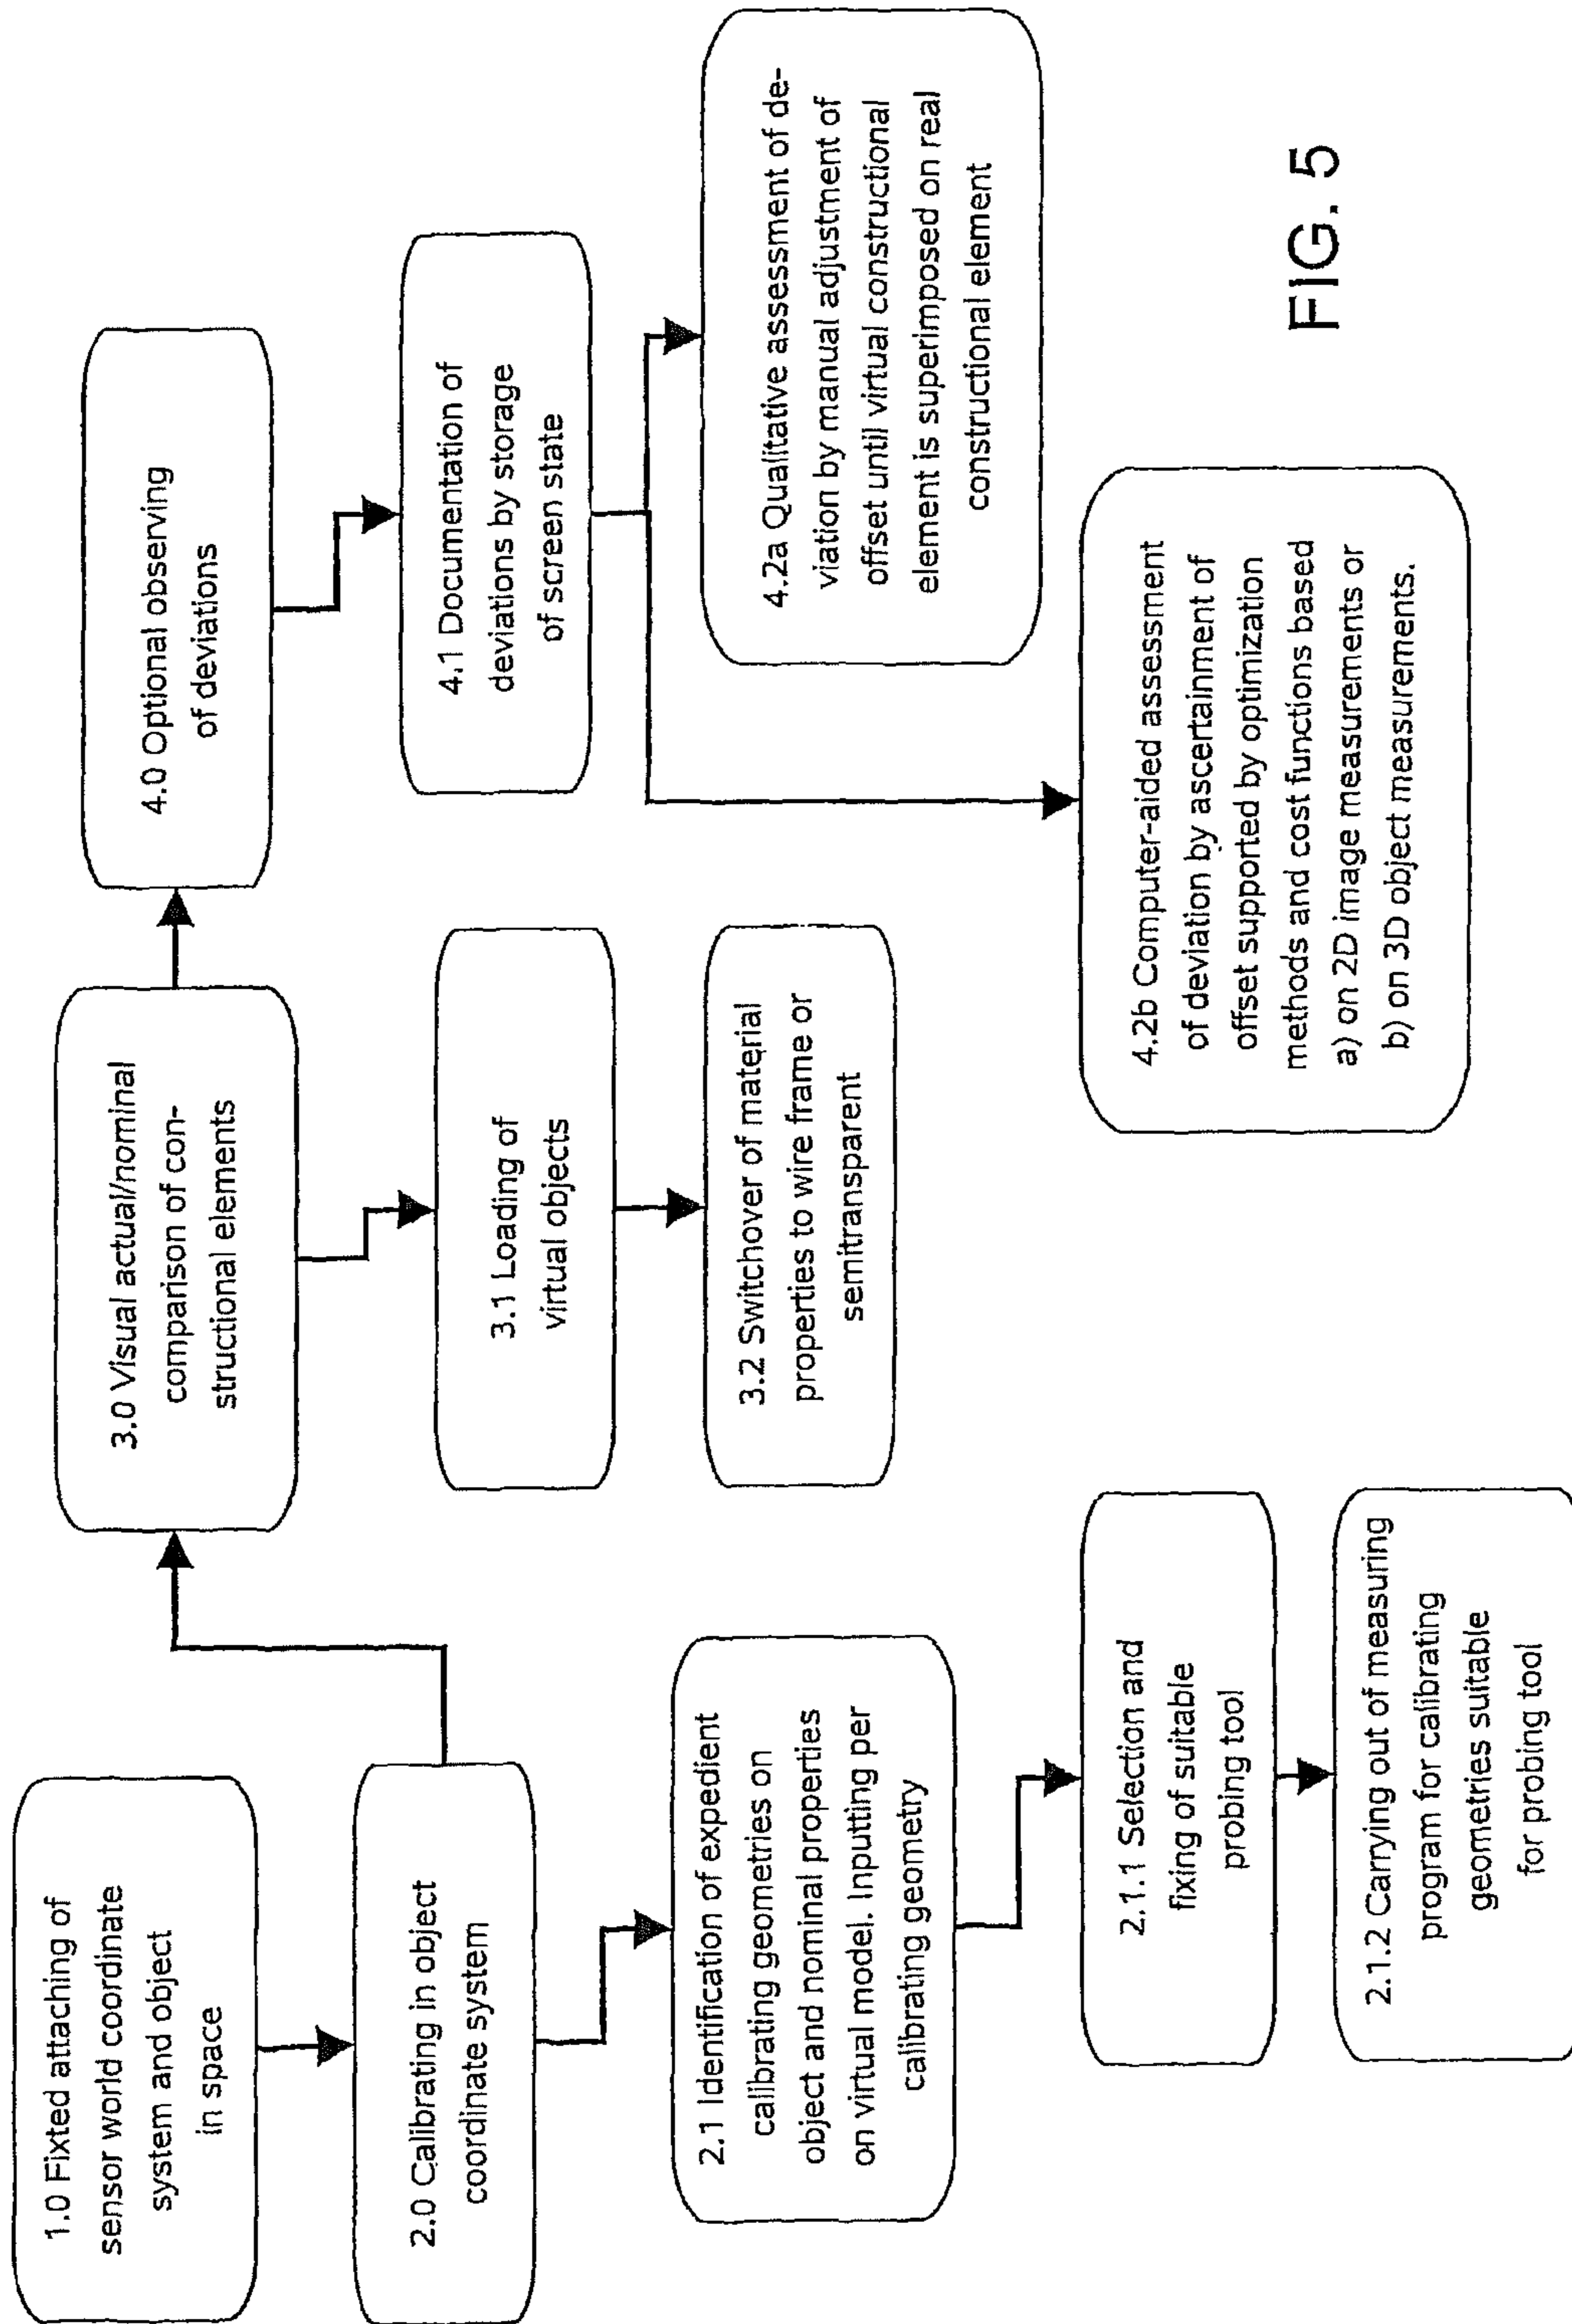 1.0 Fixted attaching of
sensor world coordinate
system and object
in space
2.0 Calibrating in object
coordinate system
2.1 Identification of expedient
calibrating geometries on
object and nominal properties
on virtual model. Inputting per
calibrating geometry
2.1.1 Selection and
fixing of suitable
probing tool
2.1.2 Carrying out of measuring
program for calibrating
geometries suitable
for probing tool
3.0 Visual actual/nominal
comparison of con-
structional elements
3.1 Loading of
virtual objects
3.2 Switchover of material
properties to wire frame or
semitransparent
4.0 Optional observing
of deviations
4.1 Documentation of
deviations by storage
of screen state
4.2a Qualitative assessment of de-
viation by manual adjustment of
offset until virtual constructional
element is superimposed on real
constructional element
4.2b Computer-aided assessment
of deviation by ascertainment of
offset supported by optimization
methods and cost functions based
a) on 2D image measurements or
b) on 3D object measurements.
FIG. 5